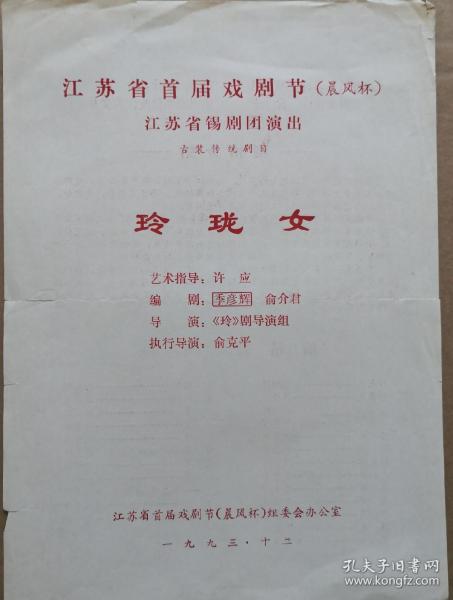 江苏省首届戏剧节(晨风杯)
江苏省锡剧团演出
古装传统剧目
玲珑女
艺术指导：许应
编剧：季彦辉 俞介君
导演：《玲》剧导演组
执行导演：俞克平
江苏省首届戏剧节(晨风杯)组委会办公室
一九九三·十二
孔夫子旧书网
www.kongfz.com